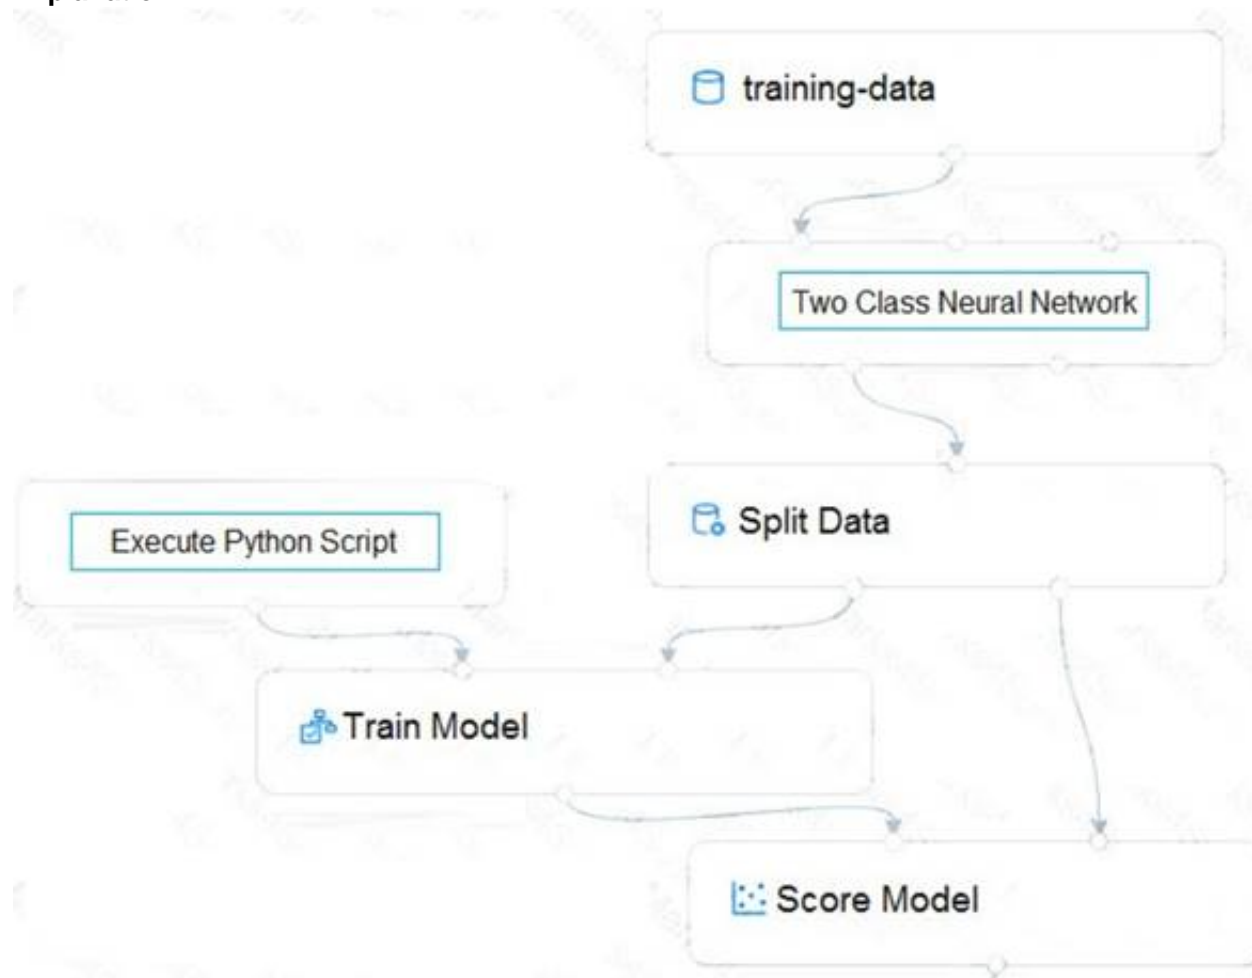 training-data
Two Class Neural Network
Execute Python Script
Split Data
Train Model
Score Model